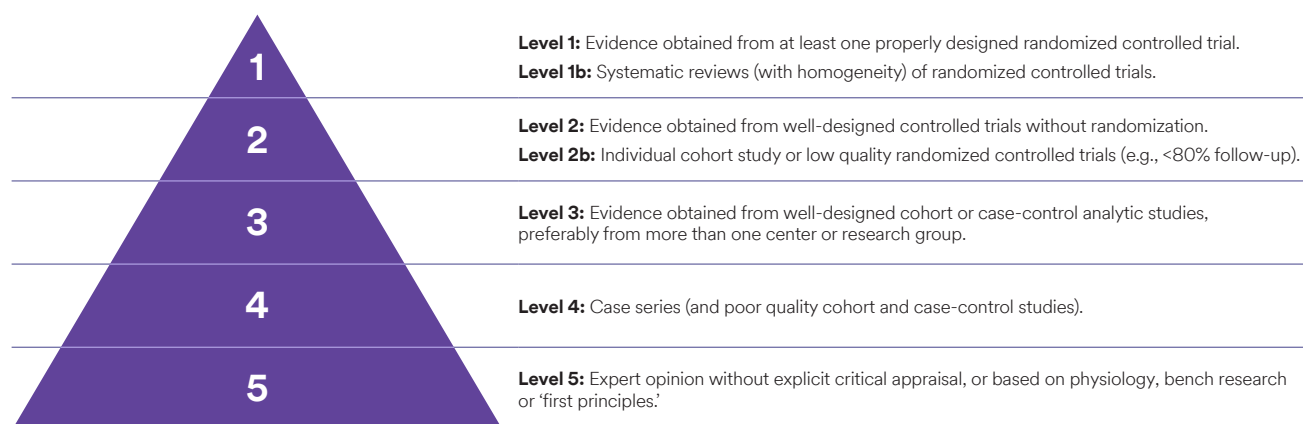 1
Level 1: Evidence obtained from at least one properly designed randomized controlled trial.
Level 1b: Systematic reviews (with homogeneity) of randomized controlled trials.
2
Level 2: Evidence obtained from well-designed controlled trials without randomization.
Level 2b: Individual cohort study or low quality randomized controlled trials (e.g., <80% follow-up).
3
Level 3: Evidence obtained from well-designed cohort or case-control analytic studies,
preferably from more than one center or research group.
4
Level 4: Case series (and poor quality cohort and case-control studies).
5
Level 5: Expert opinion without explicit critical appraisal, or based on physiology, bench research
or ‘first principles.’